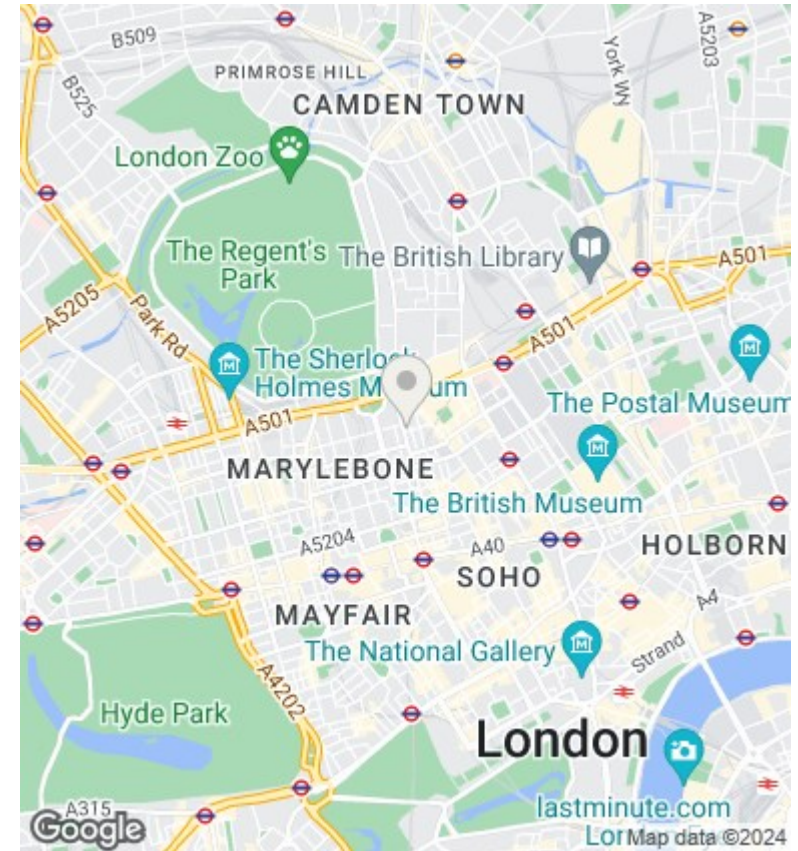 B509
A5203
York Wy
PRIMROSE HILL
B525
CAMDEN TOWN
London Zoo
The Regent's
Park
The British Library
A501
A5205
Park Rd
A501
The Sherlock
Holmes Museum
The Postal Museum
A501
MARYLEBONE
The British Museum
A5204
A40
HOLBORN
SOHO
MAYFAIR
A4
The National Gallery
Strand
A4202
Hyde Park
London
A315
lastminute.com
Google
Map data ©2024